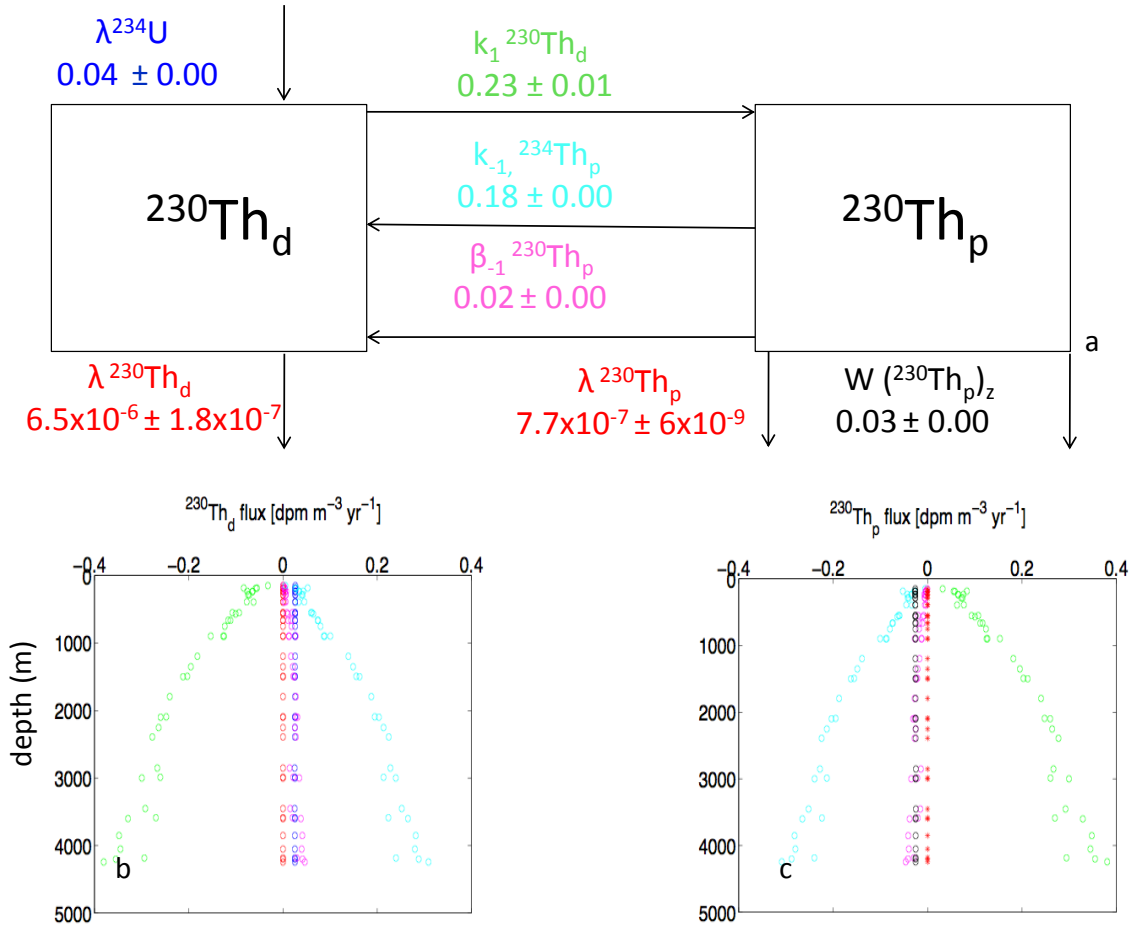 λ²³⁴U
0.04 ± 0.00
k₁ ²³⁰Th_d
0.23 ± 0.01
k₋₁, ²³⁴Th_p
0.18 ± 0.00
β₋₁ ²³⁰Th_p
0.02 ± 0.00
²³⁰Th_d
²³⁰Th_p
a
λ ²³⁰Th_d
6.5x10⁻⁶ ± 1.8x10⁻⁷
λ ²³⁰Th_p
7.7x10⁻⁷ ± 6x10⁻⁹
W (²³⁰Th_p)_z
0.03 ± 0.00
²³⁰Th_d flux [dpm m⁻³ yr⁻¹]
−0.4 −0.2 0 0.2 0.4
0
1000
2000
3000
4000
5000
depth (m)
b
²³⁰Th_p flux [dpm m⁻³ yr⁻¹]
−0.4 −0.2 0 0.2 0.4
0
1000
2000
3000
4000
5000
c